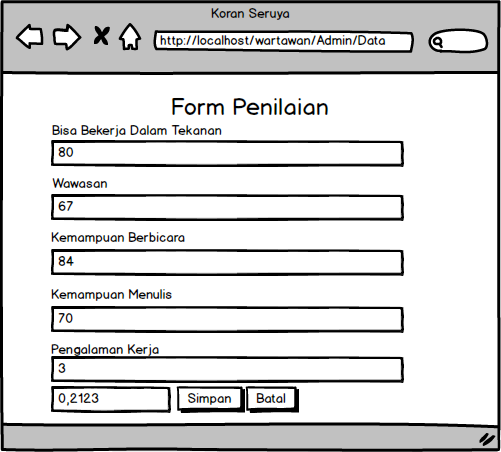 Koran Seruya
http://localhost/wartawan/Admin/Data
Form Penilaian
Bisa Bekerja Dalam Tekanan
80
Wawasan
67
Kemampuan Berbicara
84
Kemampuan Menulis
70
Pengalaman Kerja
3
0,2123 Simpan Batal